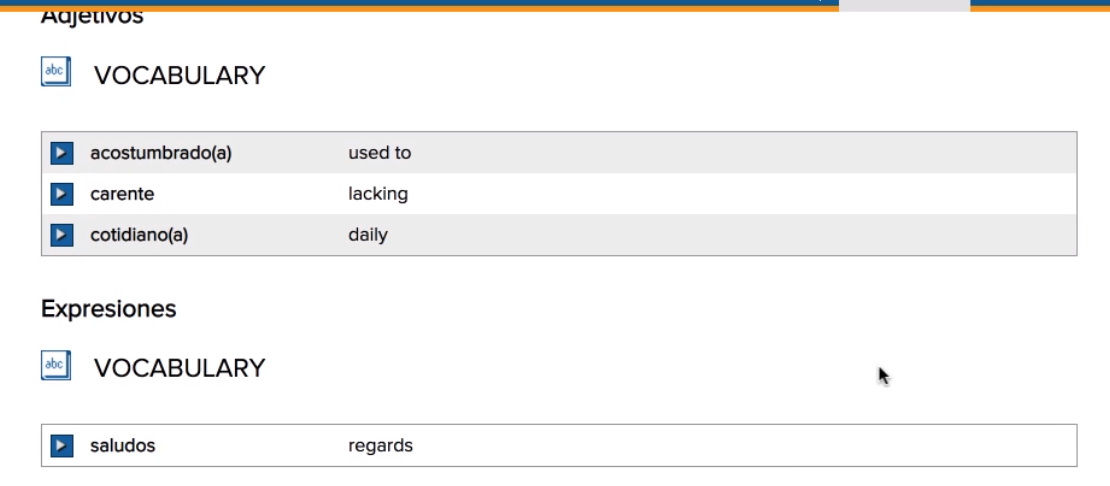 Adjetivos
abc VOCABULARY
acostumbrado(a) used to
carente lacking
cotidiano(a) daily
Expresiones
abc VOCABULARY
saludos regards